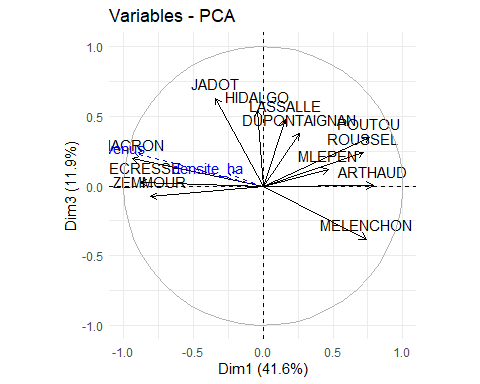 Variables - PCA
1.0
0.5
0.0
-0.5
-1.0
Dim3 (11.9%)
JADOT
HIDALGO
LASSALLE
DUPONTAIGNAN
POUTOU
ROUSSEL
MLEPEN
ARTHAUD
MELENCHON
ACRON
ECRESSE
ZEMMOUR
-1.0 -0.5 0.0 0.5 1.0
Dim1 (41.6%)